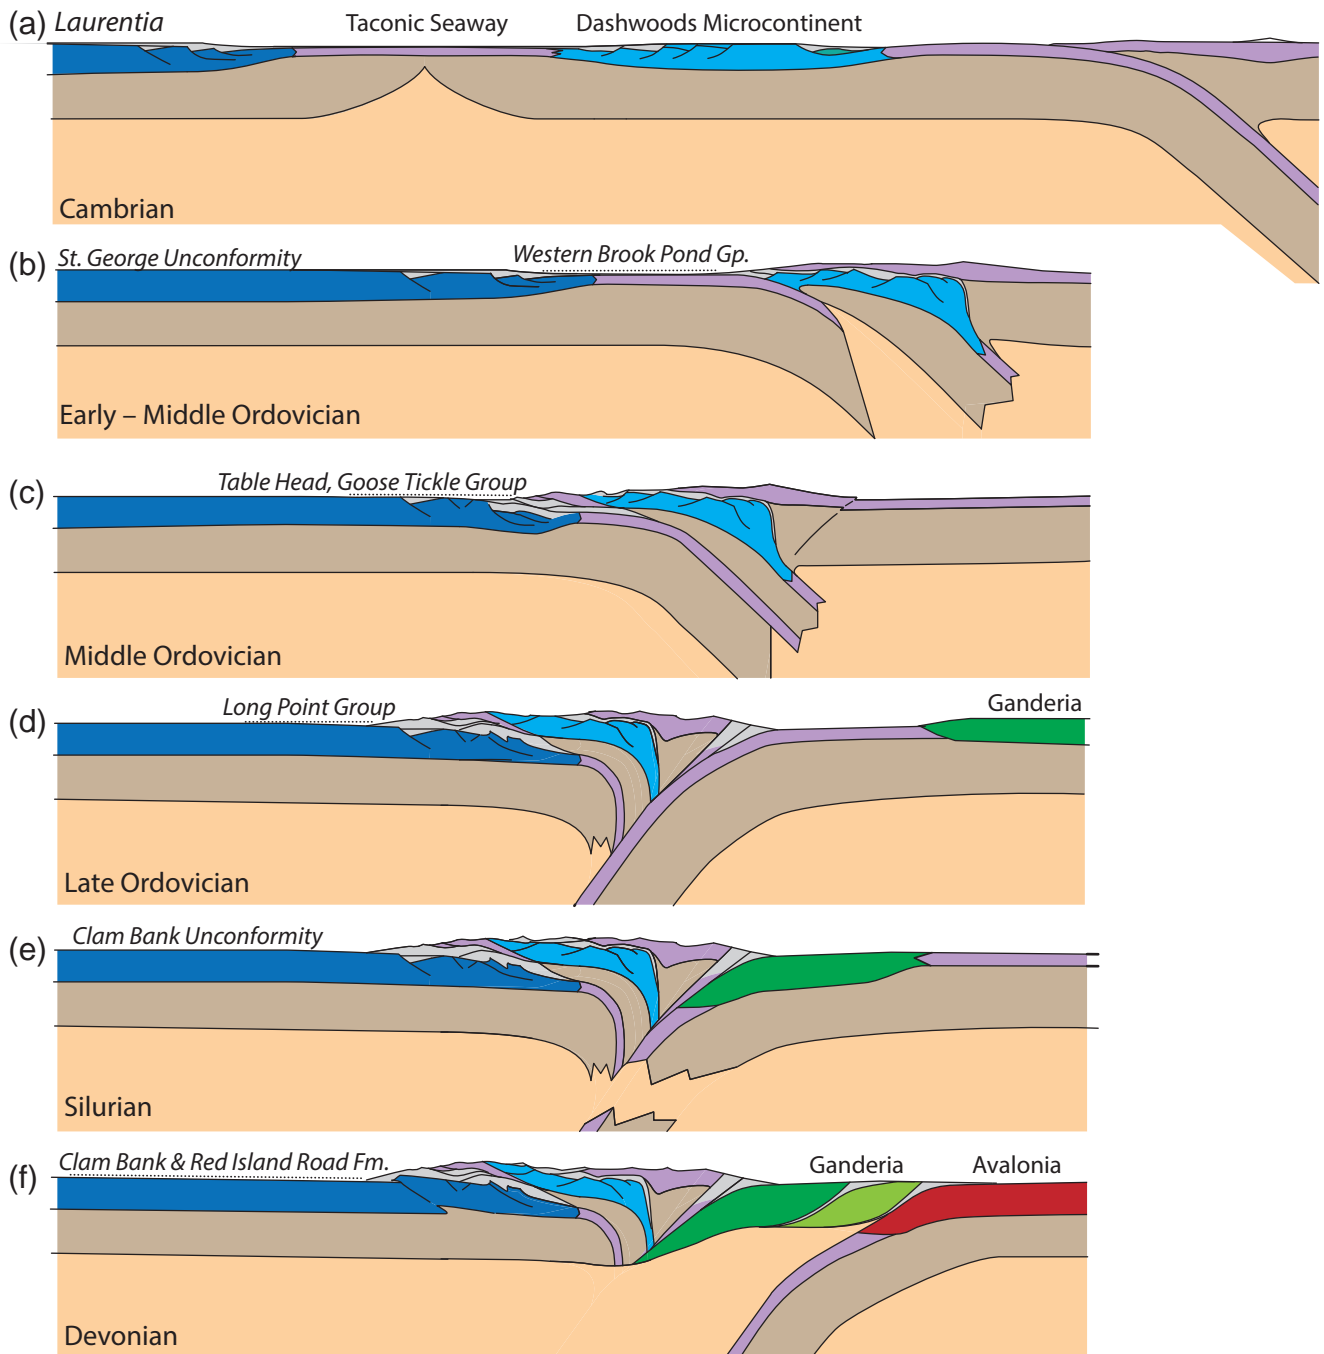 (a) Laurentia Taconic Seaway Dashwoods Microcontinent
Cambrian
(b) St. George Unconformity Western Brook Pond Gp.
Early – Middle Ordovician
(c) Table Head, Goose Tickle Group
Middle Ordovician
(d) Long Point Group Ganderia
Late Ordovician
(e) Clam Bank Unconformity
Silurian
(f) Clam Bank & Red Island Road Fm. Ganderia Avalonia
Devonian